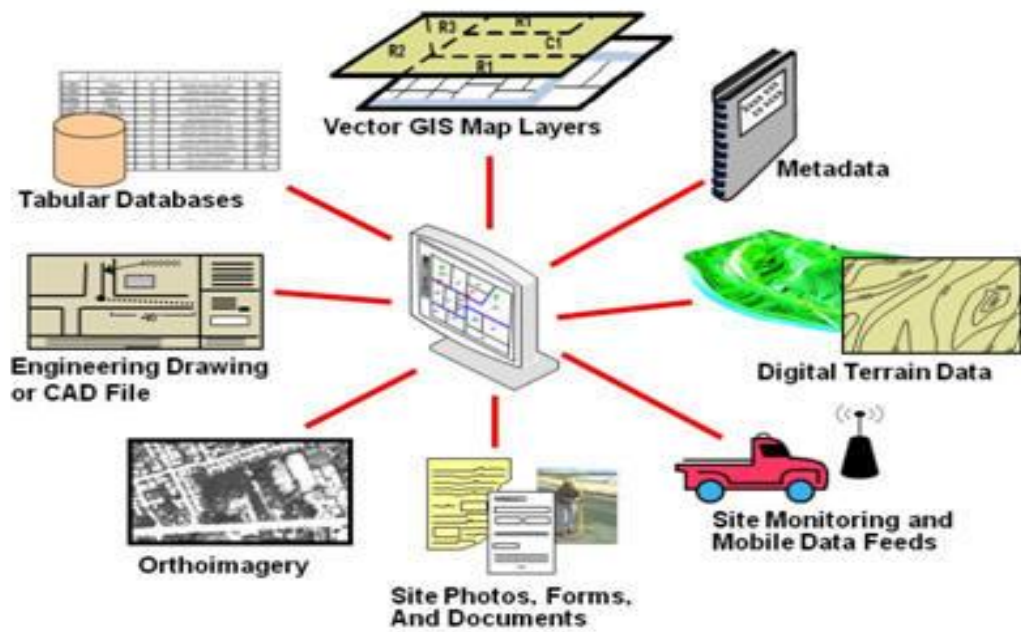 R1
R3
R2
C1
R1
Vector GIS Map Layers
Tabular Databases
Metadata
Engineering Drawing
or CAD File
Digital Terrain Data
Orthoimagery
Site Photos, Forms,
And Documents
Site Monitoring and
Mobile Data Feeds